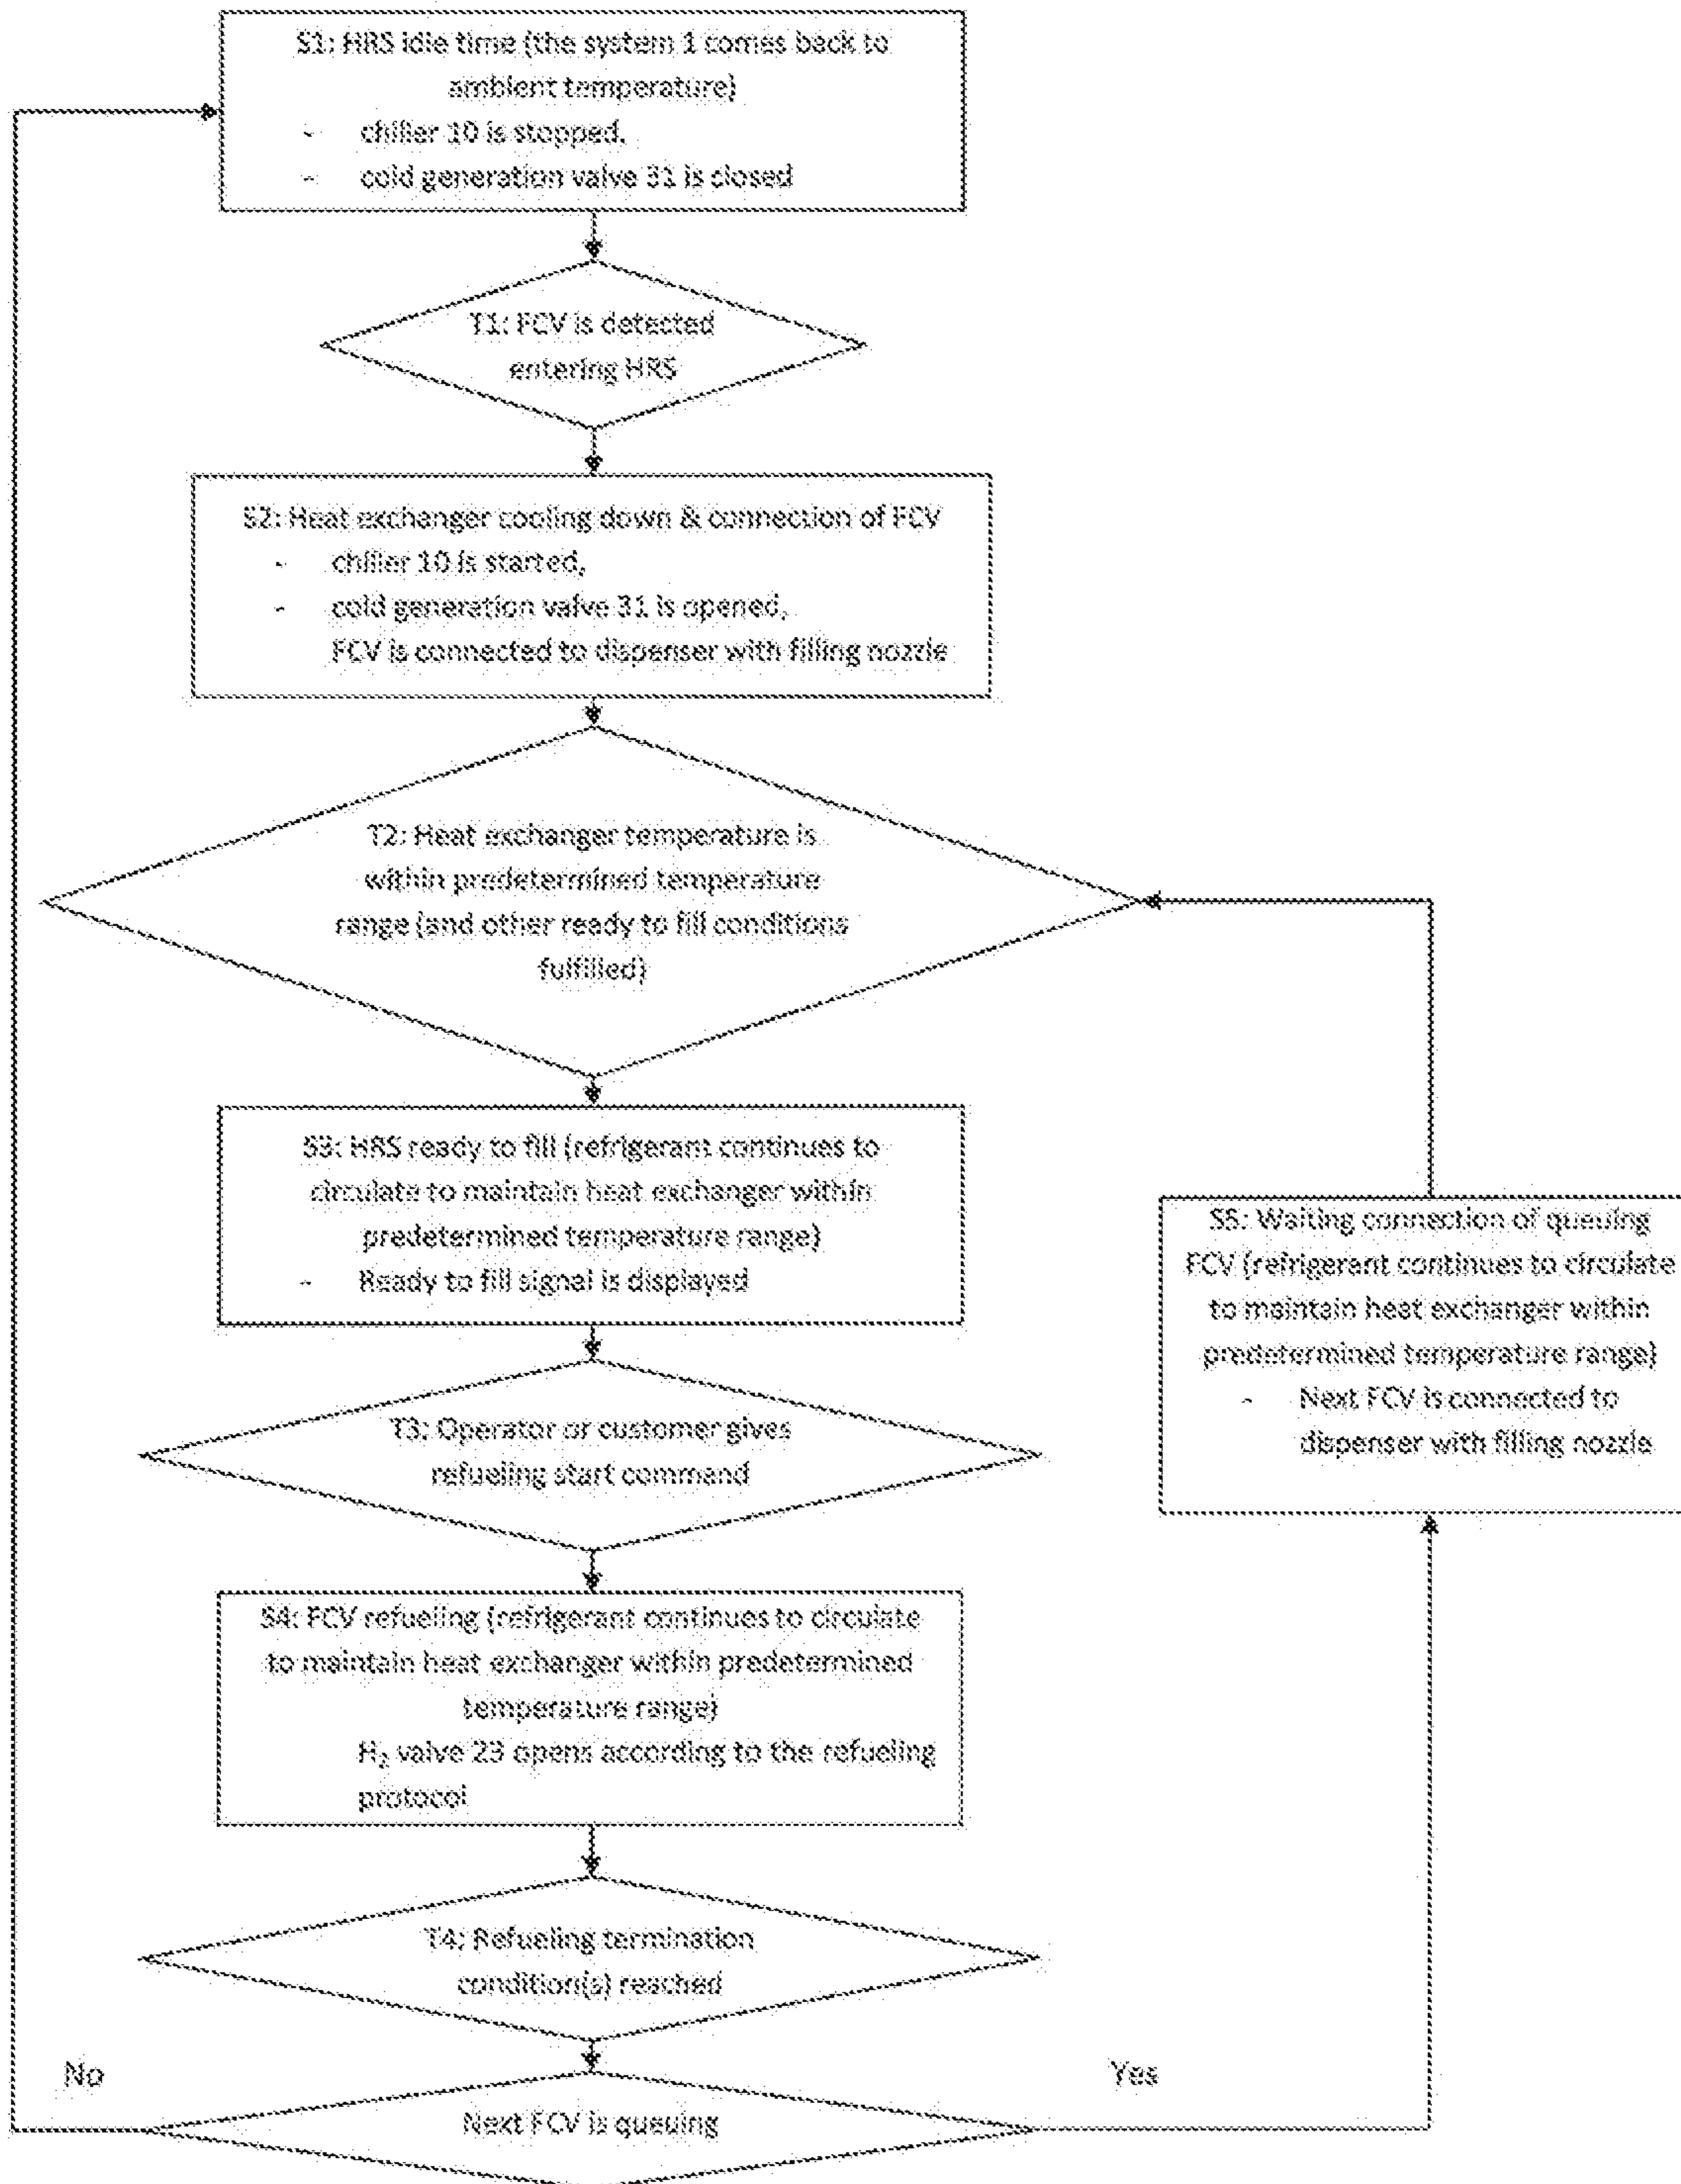 S1: HRS idle time (the system 1 comes back to
ambient temperature)
- chiller 10 is stopped,
- cold generation valve 31 is closed
T1: FCV is detected
entering HRS
S2: Heat exchanger cooling down & connection of FCV
- chiller 10 is started,
- cold generation valve 31 is opened,
FCV is connected to dispenser with filling nozzle
T2: Heat exchanger temperature is
within predetermined temperature
range (and other ready to fill conditions
fulfilled)
S3: HRS ready to fill (refrigerant continues to
circulate to maintain heat exchanger within
predetermined temperature range)
- Ready to fill signal is displayed
S5: Waiting connection of queuing
FCV (refrigerant continues to circulate
to maintain heat exchanger within
predetermined temperature range)
- Next FCV is connected to
dispenser with filling nozzle
T3: Operator or customer gives
refueling start command
S4: FCV refueling (refrigerant continues to circulate
to maintain heat exchanger within predetermined
temperature range)
H₂ valve 23 opens according to the refueling
protocol
T4: Refueling termination
condition(s) reached
No
Yes
Next FCV is queuing